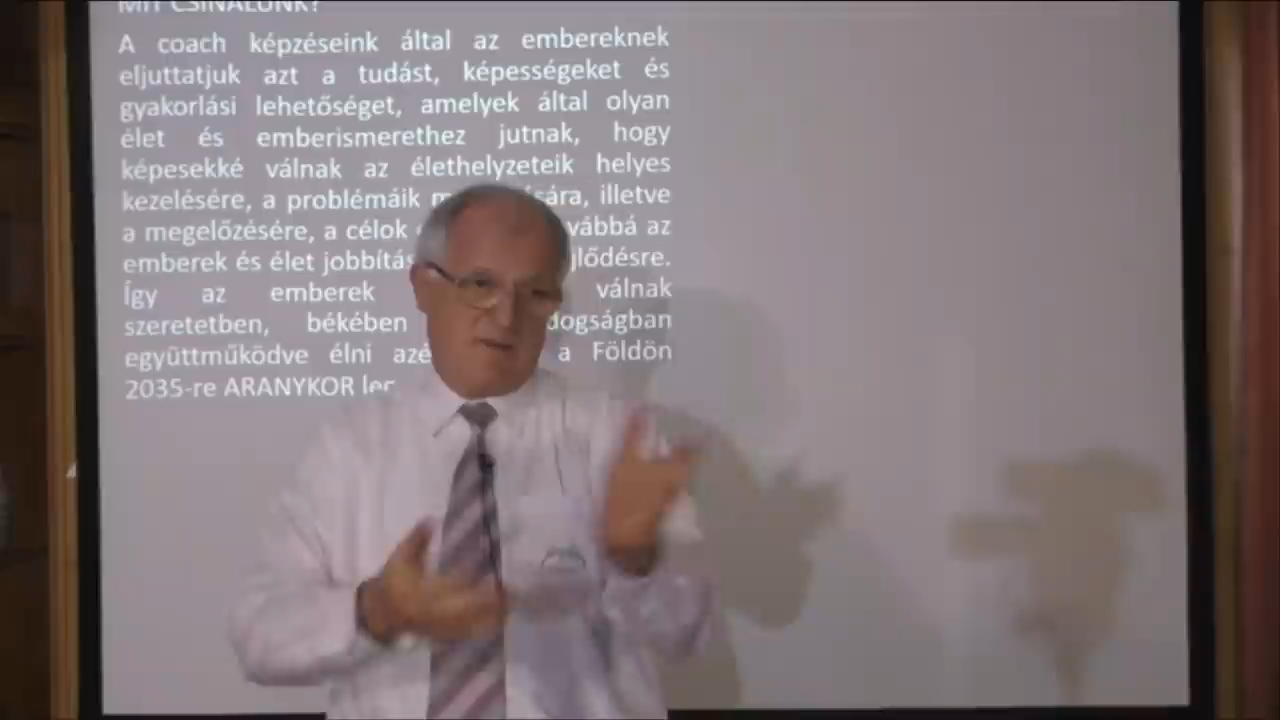 MIT CSINÁLUNK?
A coach képzéseink által az embereknek
eljuttatjuk azt a tudást, képességeket és
gyakorlási lehetőséget, amelyek által olyan
élet és emberismerethez jutnak, hogy
képesekké válnak az élethelyzeteik helyes
kezelésére, a problémáik illetve
a megelőzésére, a célok az
emberek és élet
Így az emberek válnak
szeretetben, békében
együttműködve élni a Földön
2035-re ARANYKOR